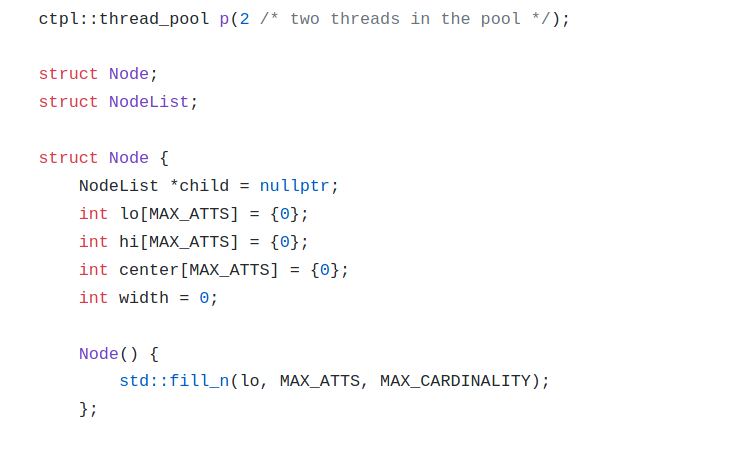 ctpl::thread_pool p(2 /* two threads in the pool */);
struct Node;
struct NodeList;
struct Node {
NodeList *child = nullptr;
int lo[MAX_ATTS] = {0};
int hi[MAX_ATTS] = {0};
int center[MAX_ATTS] = {0};
int width = 0;
Node() {
std::fill_n(lo, MAX_ATTS, MAX_CARDINALITY);
};